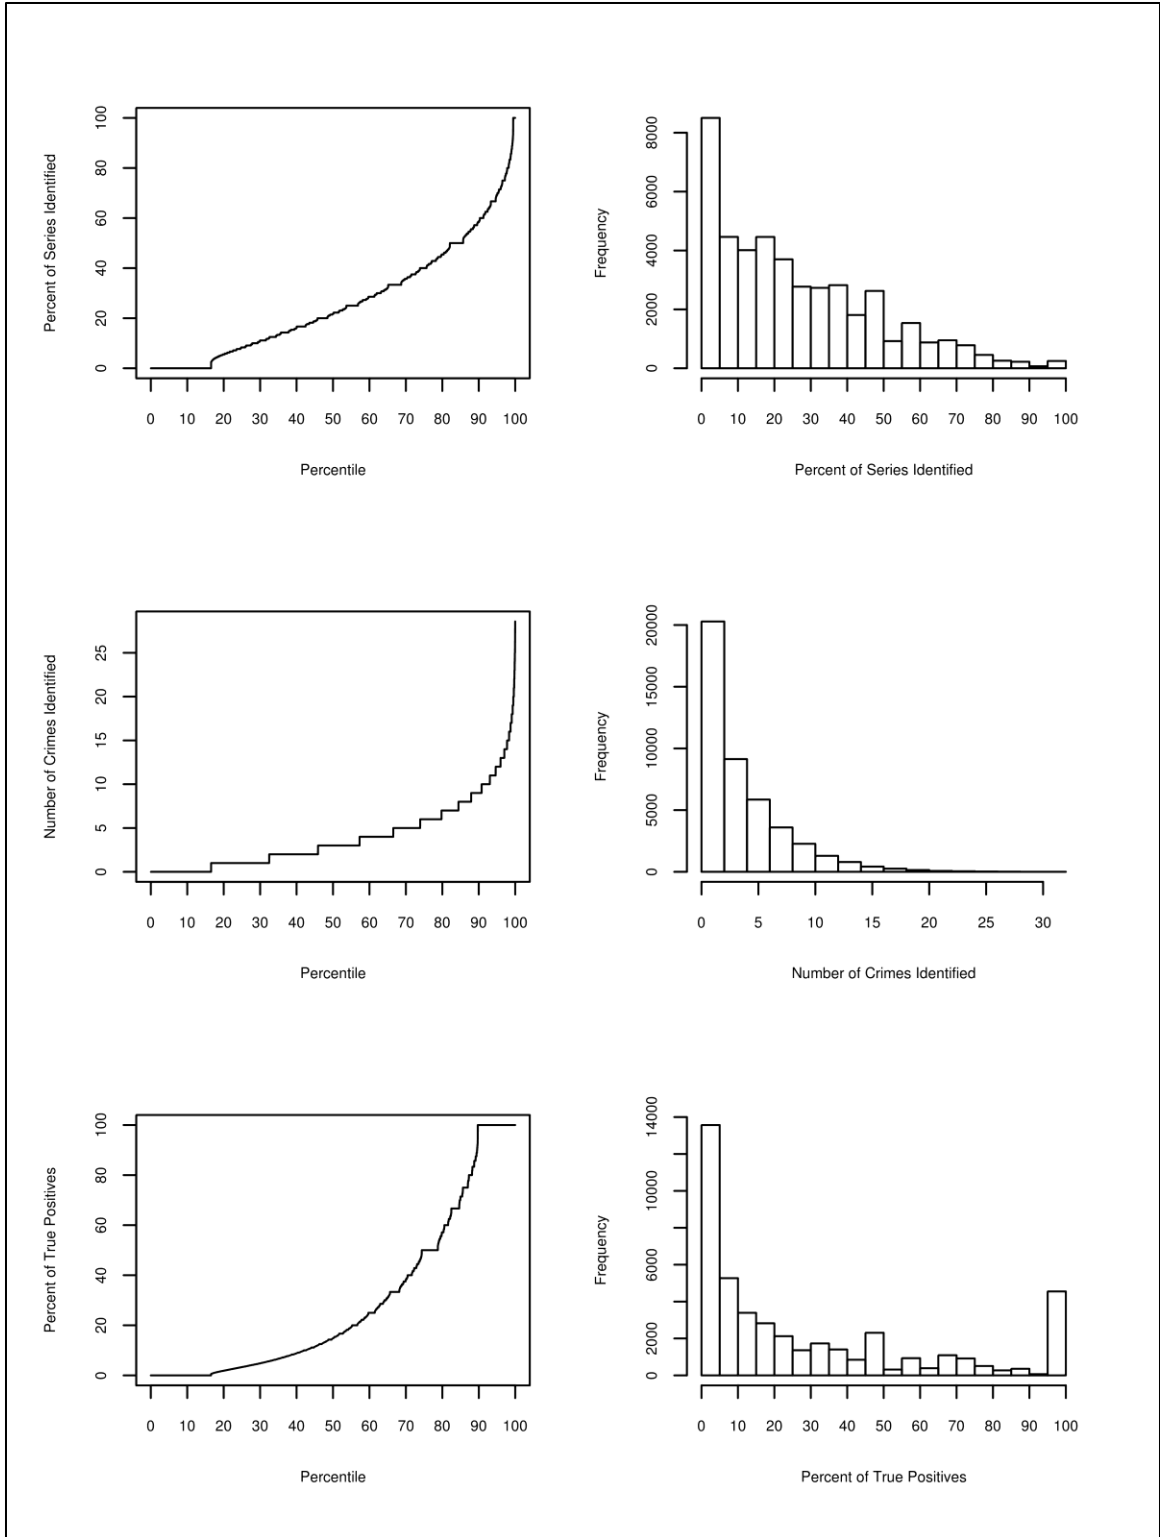 Percent of Series Identified
0 20 40 60 80 100
0 10 20 30 40 50 60 70 80 90 100
Percentile
Frequency
0 2000 4000 6000 8000
0 10 20 30 40 50 60 70 80 90 100
Percent of Series Identified
Number of Crimes Identified
0 5 10 15 20 25
0 10 20 30 40 50 60 70 80 90 100
Percentile
Frequency
0 5000 10000 15000 20000
0 5 10 15 20 25 30
Number of Crimes Identified
Percent of True Positives
0 20 40 60 80 100
0 10 20 30 40 50 60 70 80 90 100
Percentile
Frequency
0 2000 6000 10000 14000
0 10 20 30 40 50 60 70 80 90 100
Percent of True Positives